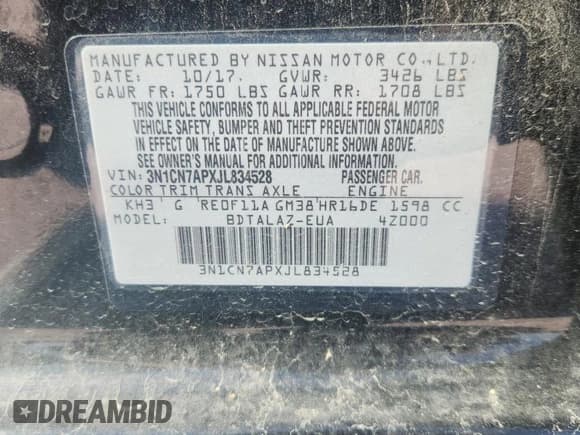 MANUFACTURED BY NISSAN MOTOR CO.,LTD.
DATE: 10/17. GVWR: 3426 LBS
GAWR FR: 1750 LBS GAWR RR: 1708 LBS
THIS VEHICLE CONFORMS TO ALL APPLICABLE FEDERAL MOTOR
VEHICLE SAFETY, BUMPER AND THEFT PREVENTION STANDARDS
IN EFFECT ON THE DATE OF MANUFACTURE SHOWN ABOVE.
SEE OWNER'S MANUAL FOR ADDITIONAL INFORMATION.
VIN: 3N1CN7APXJL834528 PASSENGER CAR.
COLOR TRIM TRANS AXLE ENGINE
KH3 G RE0F11A GM38 HR16DE 1598 CC
MODEL: BDTALAZ-EUA 4Z000
3N1CN7APXJL834528
DREAMBID